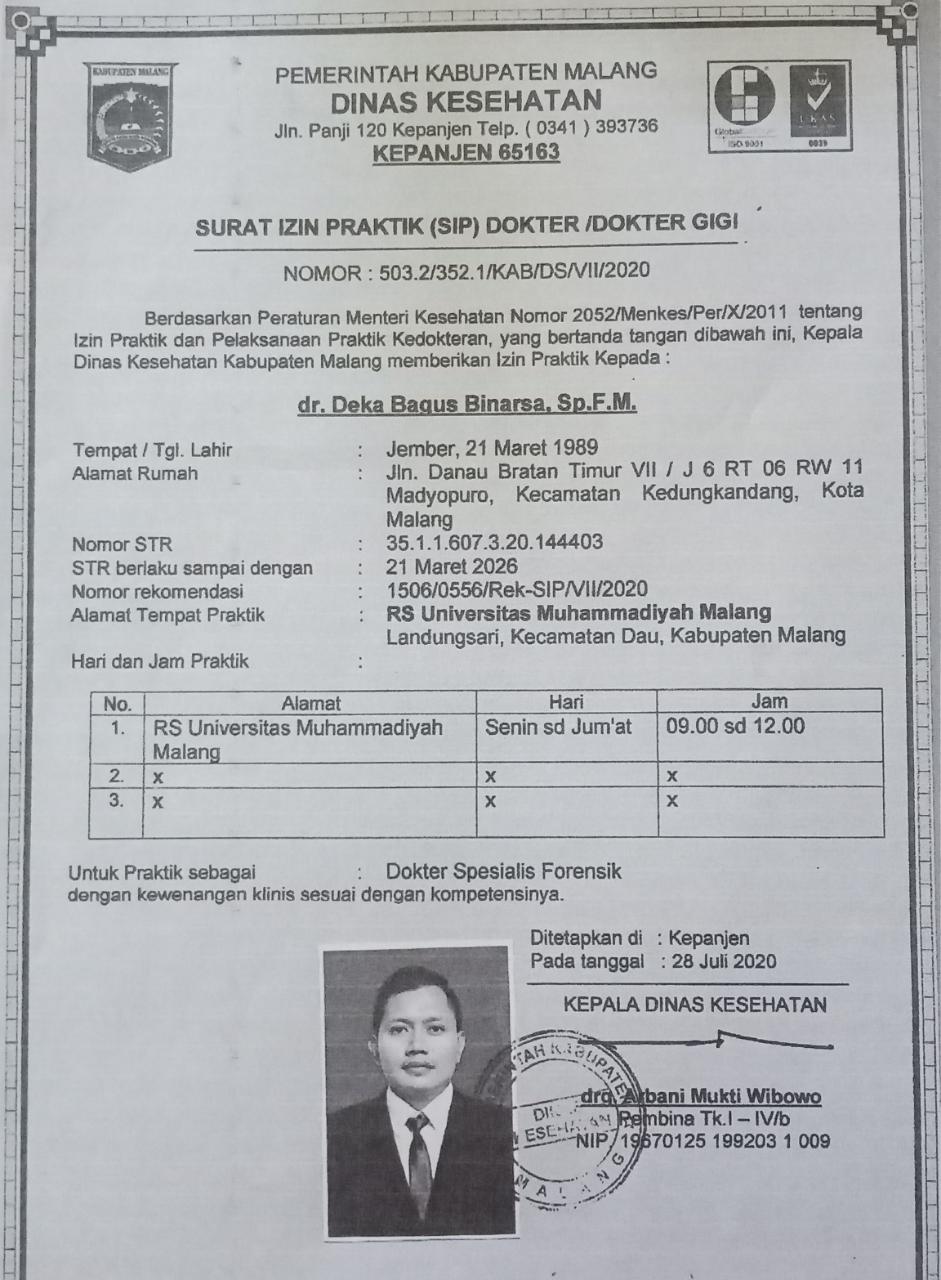 KABUPATEN MALANG
PEMERINTAH KABUPATEN MALANG
DINAS KESEHATAN
Jln. Panji 120 Kepanjen Telp. ( 0341 ) 393736
KEPANJEN 65163
Global
ISO 9001
UKAS
0039
SURAT IZIN PRAKTIK (SIP) DOKTER /DOKTER GIGI
NOMOR : 503.2/352.1/KAB/DS/VII/2020
Berdasarkan Peraturan Menteri Kesehatan Nomor 2052/Menkes/Per/X/2011 tentang
Izin Praktik dan Pelaksanaan Praktik Kedokteran, yang bertanda tangan dibawah ini, Kepala
Dinas Kesehatan Kabupaten Malang memberikan Izin Praktik Kepada :
dr. Deka Bagus Binarsa, Sp.F.M.
Tempat / Tgl. Lahir : Jember, 21 Maret 1989
Alamat Rumah : Jln. Danau Bratan Timur VII / J 6 RT 06 RW 11
Madyopuro, Kecamatan Kedungkandang, Kota
Malang
Nomor STR : 35.1.1.607.3.20.144403
STR berlaku sampai dengan : 21 Maret 2026
Nomor rekomendasi : 1506/0556/Rek-SIP/VII/2020
Alamat Tempat Praktik : RS Universitas Muhammadiyah Malang
Landungsari, Kecamatan Dau, Kabupaten Malang
Hari dan Jam Praktik :
No. Alamat Hari Jam
1. RS Universitas Muhammadiyah Senin sd Jum'at 09.00 sd 12.00
Malang
2. x x x
3. x x x
Untuk Praktik sebagai : Dokter Spesialis Forensik
dengan kewenangan klinis sesuai dengan kompetensinya.
Ditetapkan di : Kepanjen
Pada tanggal : 28 Juli 2020
KEPALA DINAS KESEHATAN
drg. Arbani Mukti Wibowo
Pembina Tk.I – IV/b
NIP 19670125 199203 1 009
KABUPATE
MALANG